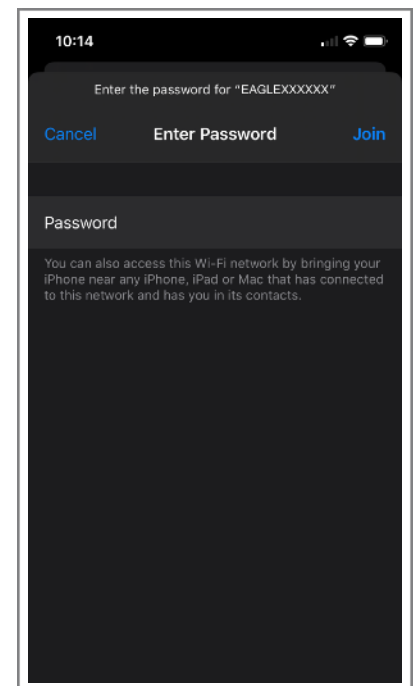 10:14
Enter the password for “EAGLEXXXXXX”
Cancel Enter Password Join
Password
You can also access this Wi-Fi network by bringing your
iPhone near any iPhone, iPad or Mac that has connected
to this network and has you in its contacts.